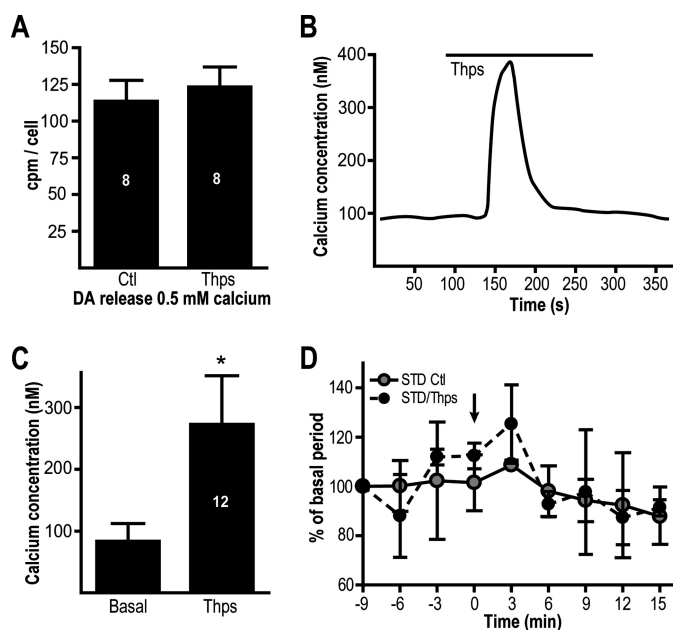 A
cpm / cell
150
125
100
75
50
25
8
8
Ctl
Thps
DA release 0.5 mM calcium
B
Calcium concentration (nM)
400
300
200
100
0
Thps
50
100
150
200
250
300
350
Time (s)
C
Calcium concentration (nM)
300
200
100
*
12
Basal
Thps
D
% of basal period
140
120
100
80
60
STD Ctl
STD/Thps
-9
-6
-3
0
3
6
9
12
15
Time (min)